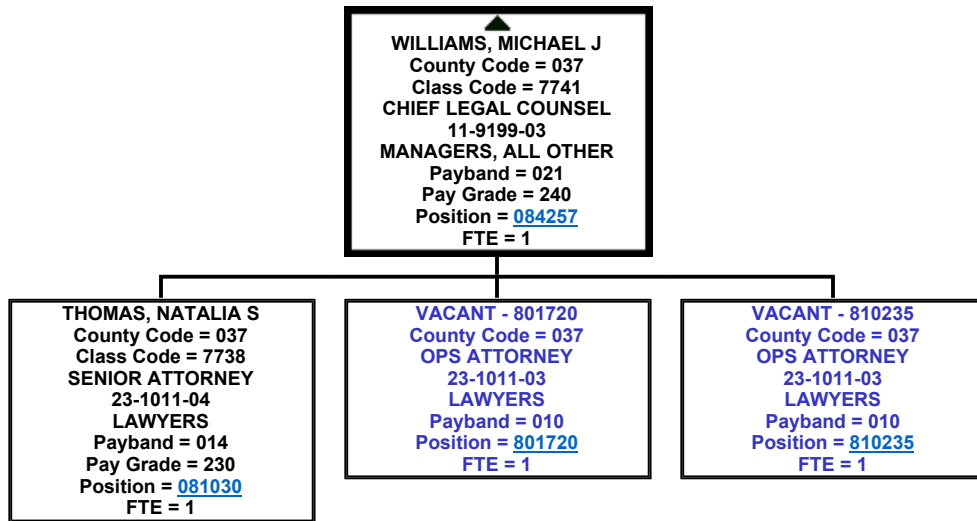 WILLIAMS, MICHAEL J
County Code = 037
Class Code = 7741
CHIEF LEGAL COUNSEL
11-9199-03
MANAGERS, ALL OTHER
Payband = 021
Pay Grade = 240
Position = 084257
FTE = 1
THOMAS, NATALIA S
County Code = 037
Class Code = 7738
SENIOR ATTORNEY
23-1011-04
LAWYERS
Payband = 014
Pay Grade = 230
Position = 081030
FTE = 1
VACANT - 801720
County Code = 037
OPS ATTORNEY
23-1011-03
LAWYERS
Payband = 010
Position = 801720
FTE = 1
VACANT - 810235
County Code = 037
OPS ATTORNEY
23-1011-03
LAWYERS
Payband = 010
Position = 810235
FTE = 1